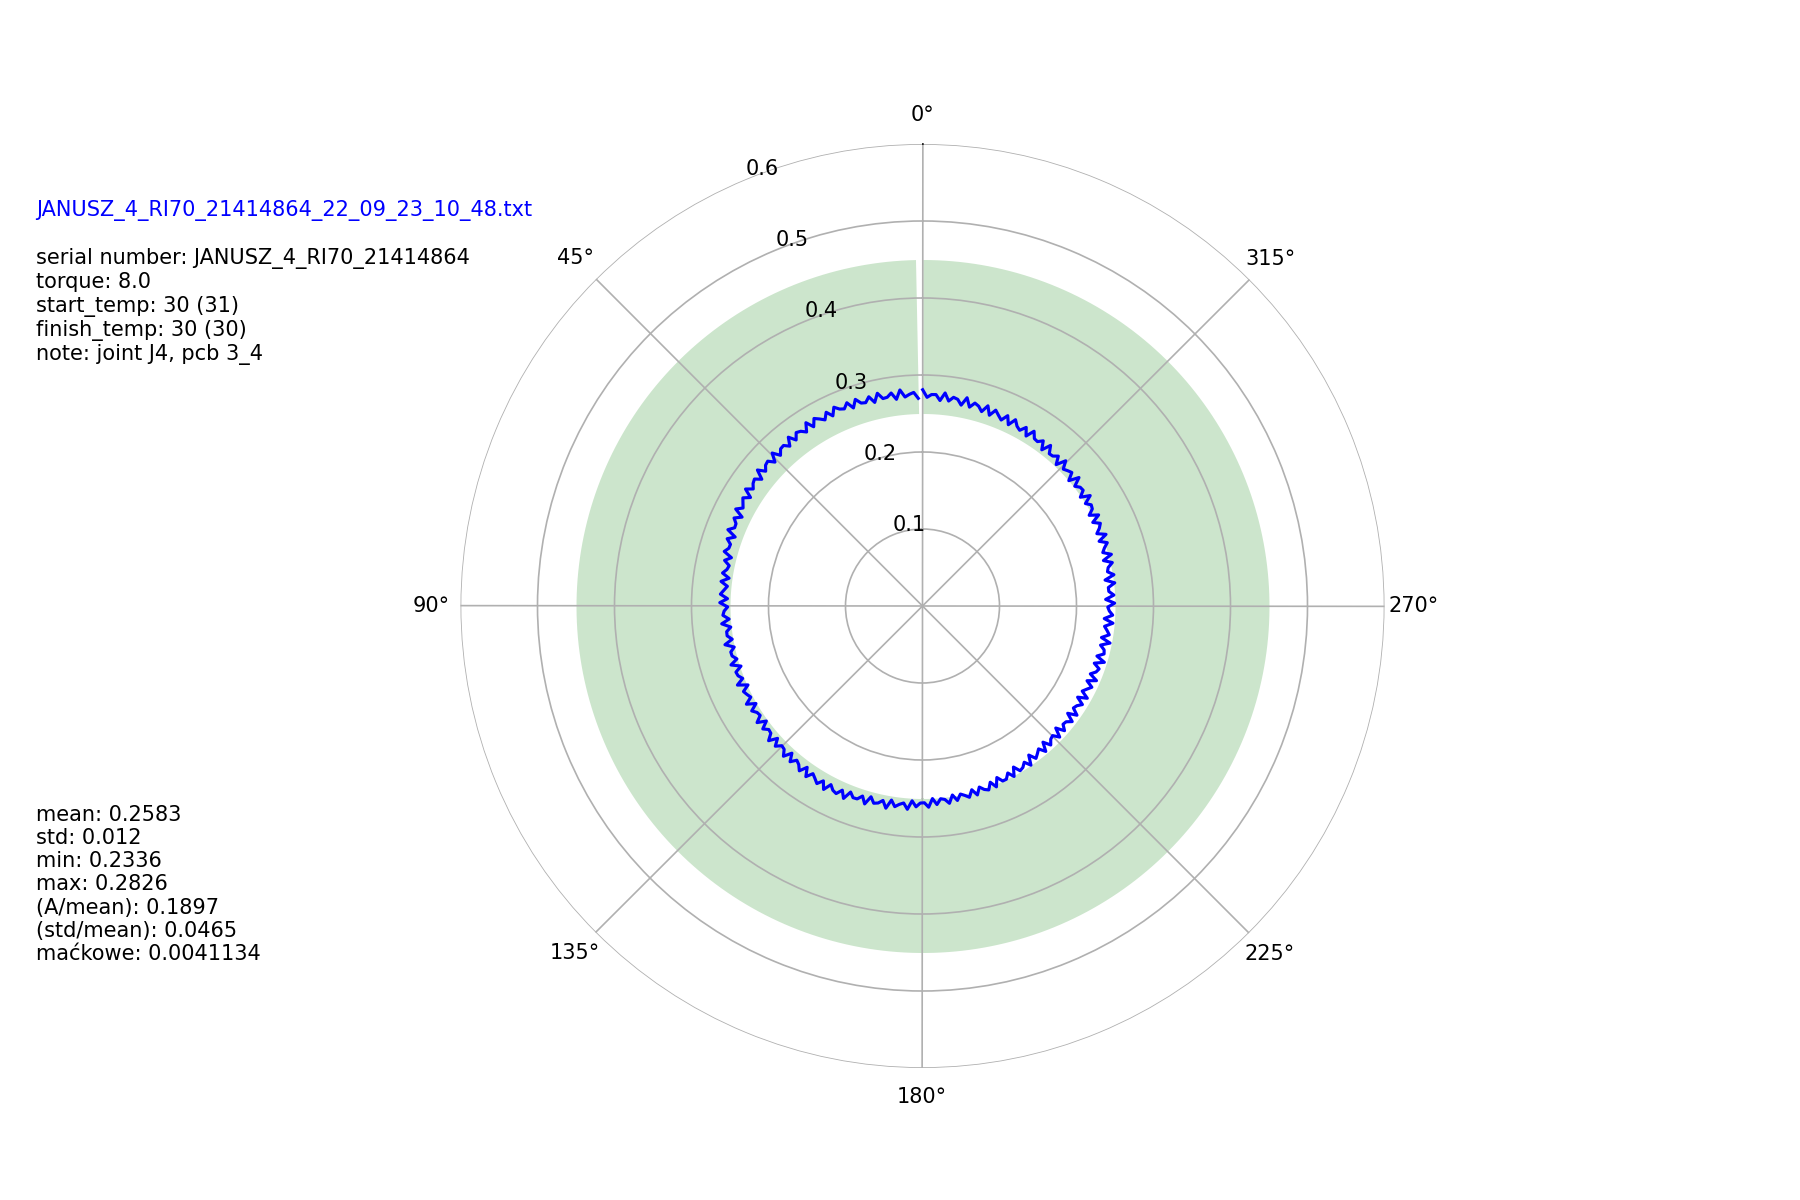 JANUSZ_4_RI70_21414864_22_09_23_10_48.txt
serial number: JANUSZ_4_RI70_21414864
torque: 8.0
start_temp: 30 (31)
finish_temp: 30 (30)
note: joint J4, pcb 3_4
0°
45°
90°
135°
180°
225°
270°
315°
0.6
0.5
0.4
0.3
0.2
0.1
mean: 0.2583
std: 0.012
min: 0.2336
max: 0.2826
(A/mean): 0.1897
(std/mean): 0.0465
maćkowe: 0.0041134